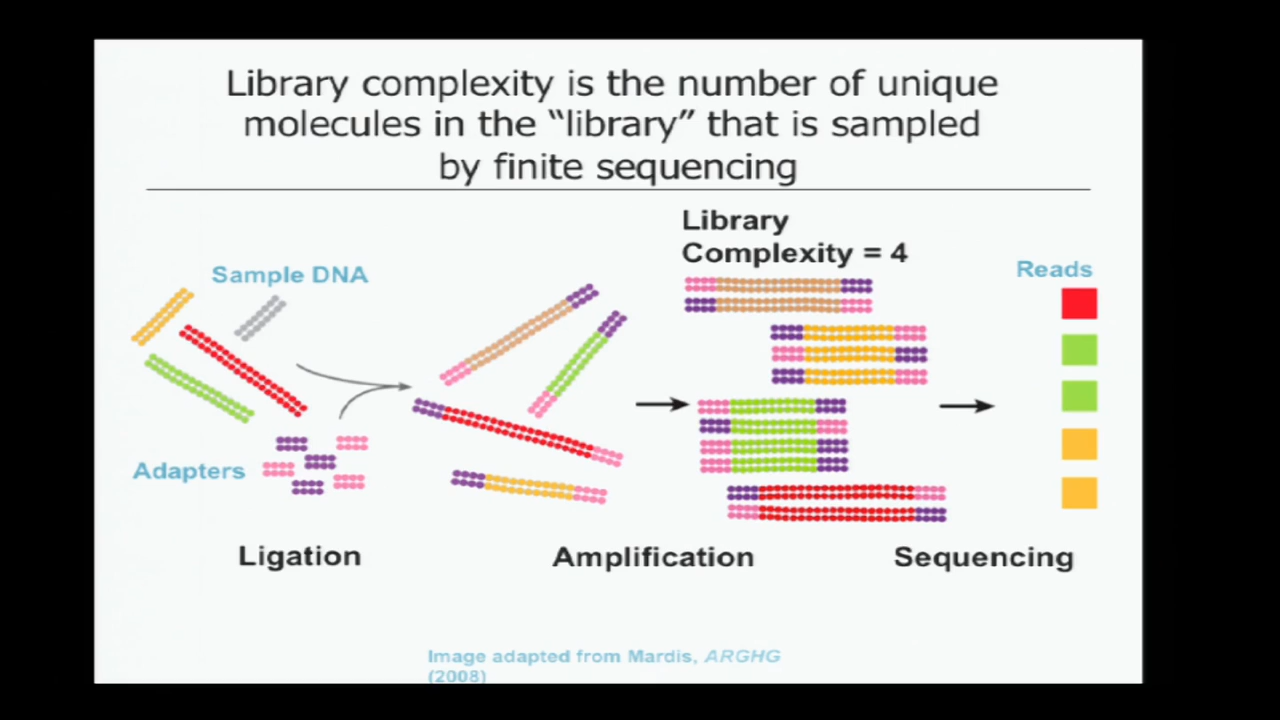 Library complexity is the number of unique
molecules in the “library” that is sampled
by finite sequencing
Library
Complexity = 4
Sample DNA
Reads
Adapters
Ligation
Amplification
Sequencing
Image adapted from Mardis, ARGHG
(2008)